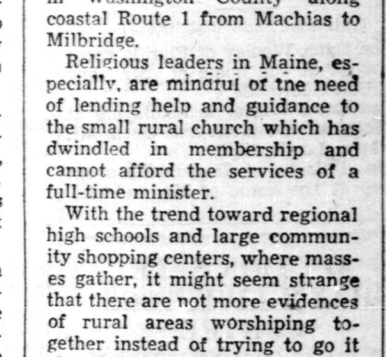 in Washington County along
coastal Route 1 from Machias to
Milbridge.
Religious leaders in Maine, es-
pecially, are mindful of the need
of lending help and guidance to
the small rural church which has
dwindled in membership and
cannot afford the services of a
full-time minister.
With the trend toward regional
high schools and large commun-
ity shopping centers, where mass-
es gather, it might seem strange
that there are not more evidences
of rural areas worshiping to-
gether instead of trying to go it